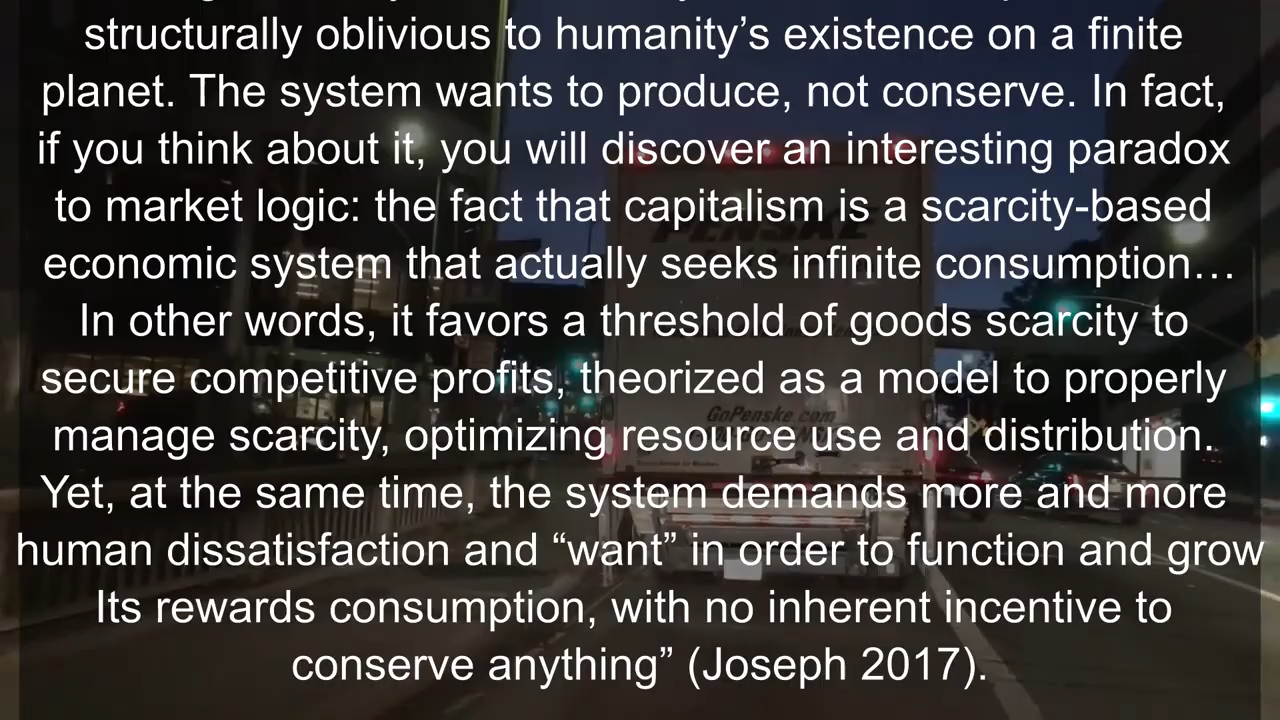 structurally oblivious to humanity’s existence on a finite
planet. The system wants to produce, not conserve. In fact,
if you think about it, you will discover an interesting paradox
to market logic: the fact that capitalism is a scarcity-based
economic system that actually seeks infinite consumption…
In other words, it favors a threshold of goods scarcity to
secure competitive profits, theorized as a model to properly
manage scarcity, optimizing resource use and distribution.
Yet, at the same time, the system demands more and more
human dissatisfaction and “want” in order to function and grow
Its rewards consumption, with no inherent incentive to
conserve anything” (Joseph 2017).
PENSKE
GoPenske.com